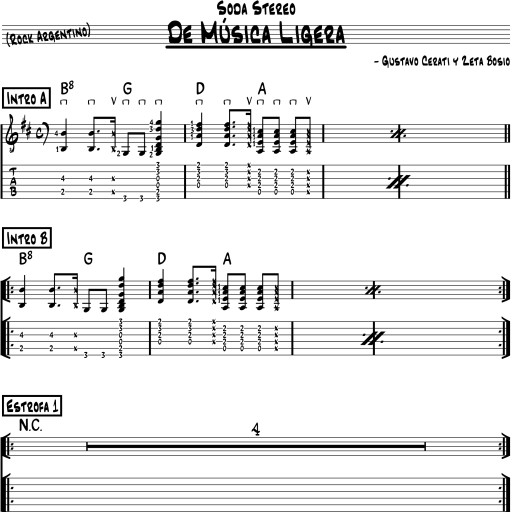 Soda Stereo
(Rock Argentino)
De Música Ligera
- Gustavo Cerati y Zeta Bosio
Intro A
B8 G D A
Intro B
B8 G D A
Estrofa 1
N.C.
4